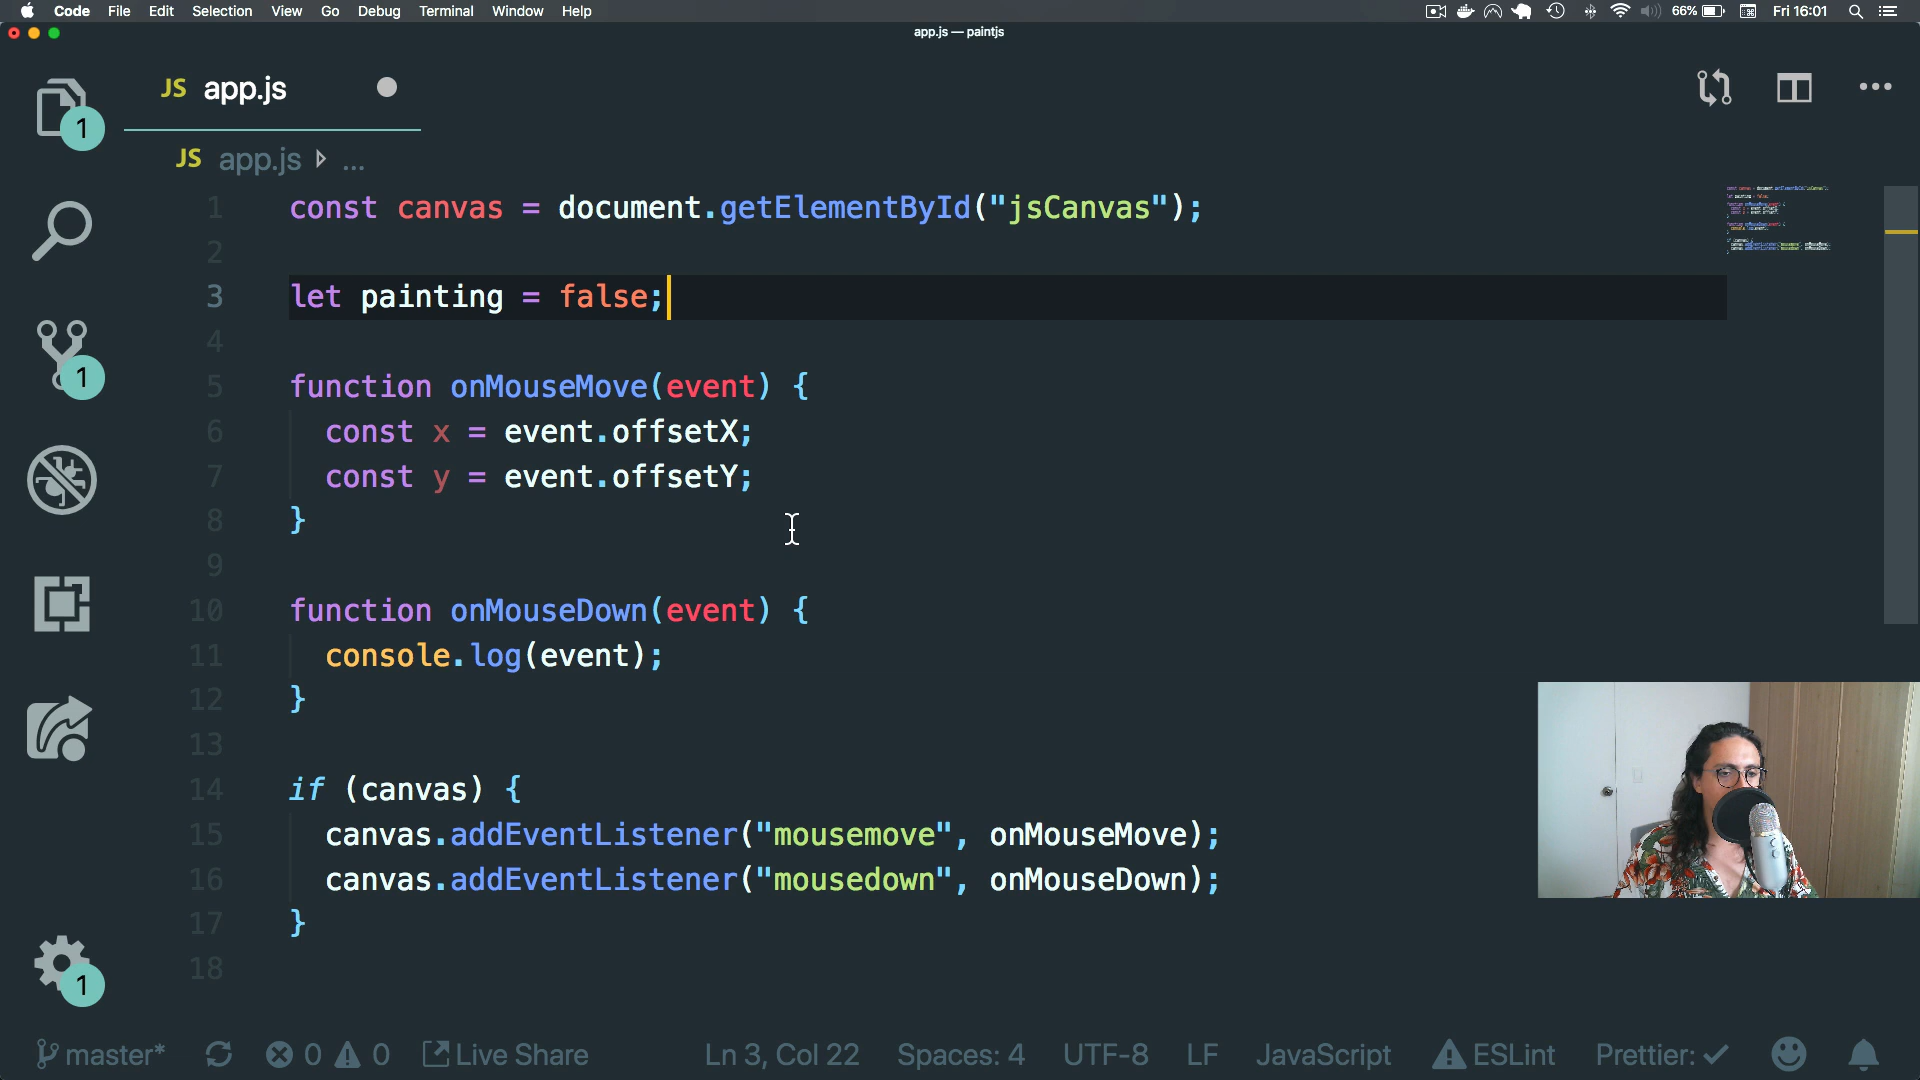 Code File Edit Selection View Go Debug Terminal Window Help 66% Fri 16:01
app.js — paintjs
JS app.js
JS app.js ...
1 const canvas = document.getElementById("jsCanvas");
2
3 let painting = false;
4
5 function onMouseMove(event) {
6 const x = event.offsetX;
7 const y = event.offsetY;
8 }
9
10 function onMouseDown(event) {
11 console.log(event);
12 }
13
14 if (canvas) {
15 canvas.addEventListener("mousemove", onMouseMove);
16 canvas.addEventListener("mousedown", onMouseDown);
17 }
18
1
1
1
master* 0 0 Live Share Ln 3, Col 22 Spaces: 4 UTF-8 LF JavaScript ESLint Prettier: ✓